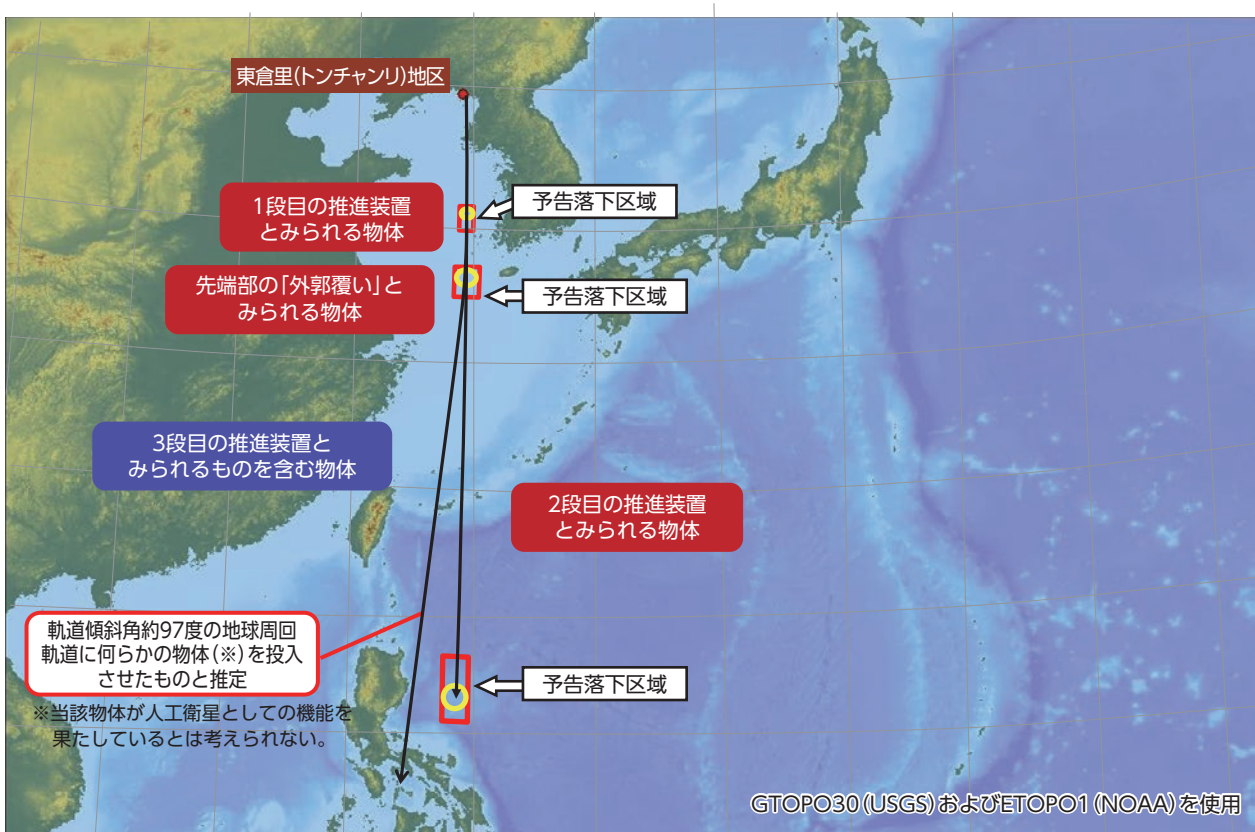 東倉里(トンチャンリ)地区
1段目の推進装置
とみられる物体
予告落下区域
先端部の「外郭覆い」と
みられる物体
予告落下区域
3段目の推進装置と
みられるものを含む物体
2段目の推進装置
とみられる物体
軌道傾斜角約97度の地球周回
軌道に何らかの物体(※)を投入
させたものと推定
予告落下区域
※当該物体が人工衛星としての機能を
果たしているとは考えられない。
GTOPO30(USGS)およびETOPO1(NOAA)を使用